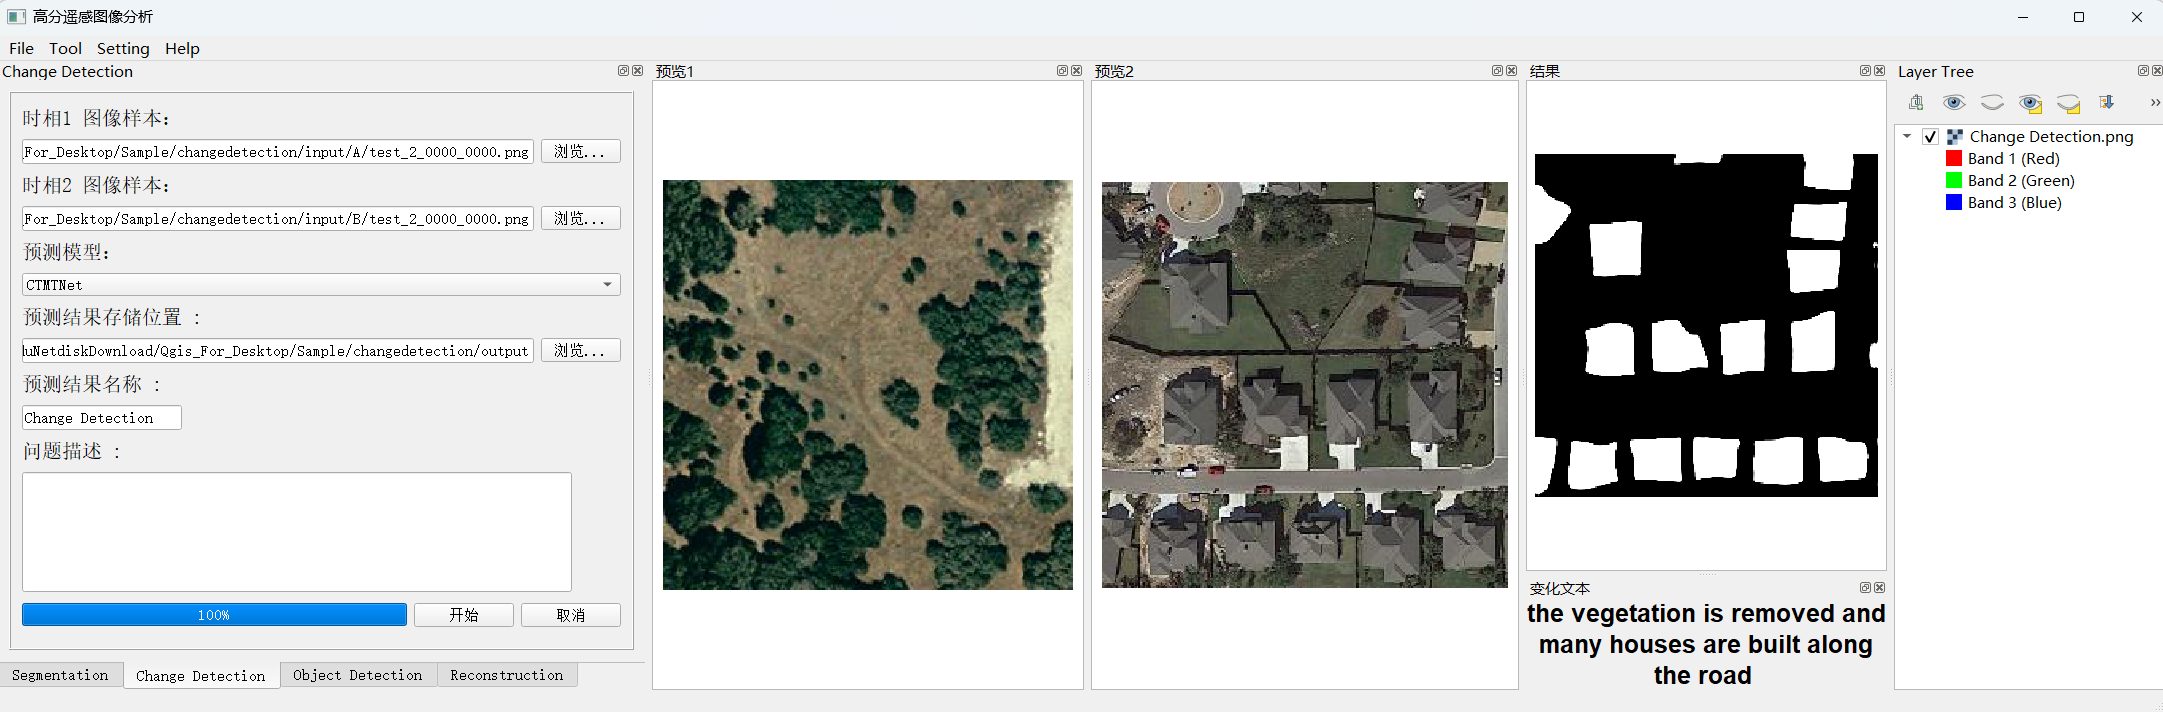 高分遥感图像分析
File Tool Setting Help
Change Detection
时相1 图像样本：
For_Desktop/Sample/changedetection/input/A/test_2_0000_0000.png 浏览...
时相2 图像样本：
For_Desktop/Sample/changedetection/input/B/test_2_0000_0000.png 浏览...
预测模型：
CTMTNet
预测结果存储位置 ：
uNetdiskDownload/Qgis_For_Desktop/Sample/changedetection/output 浏览...
预测结果名称 ：
Change Detection
问题描述 ：
100% 开始 取消
Segmentation Change Detection Object Detection Reconstruction
预览1
预览2
结果
变化文本
the vegetation is removed and
many houses are built along
the road
Layer Tree
Change Detection.png
Band 1 (Red)
Band 2 (Green)
Band 3 (Blue)